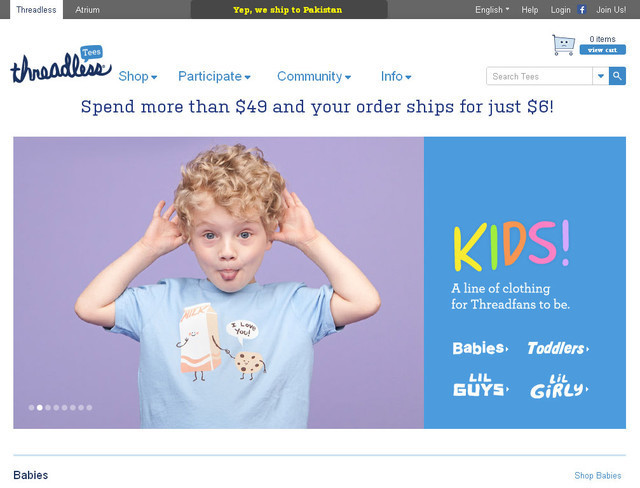 Threadless
Atrium
Yep, we ship to Pakistan
English
Help
Login
f
Join Us!
0 items
view cart
Tees
threadless
Shop
Participate
Community
Info
Search Tees
Spend more than $49 and your order ships for just $6!
MILK
I Love
You!
KIDS!
A line of clothing
for Threadfans to be.
Babies
Toddlers
LIL
GUYS
LIL
GiRLY
Babies
Shop Babies